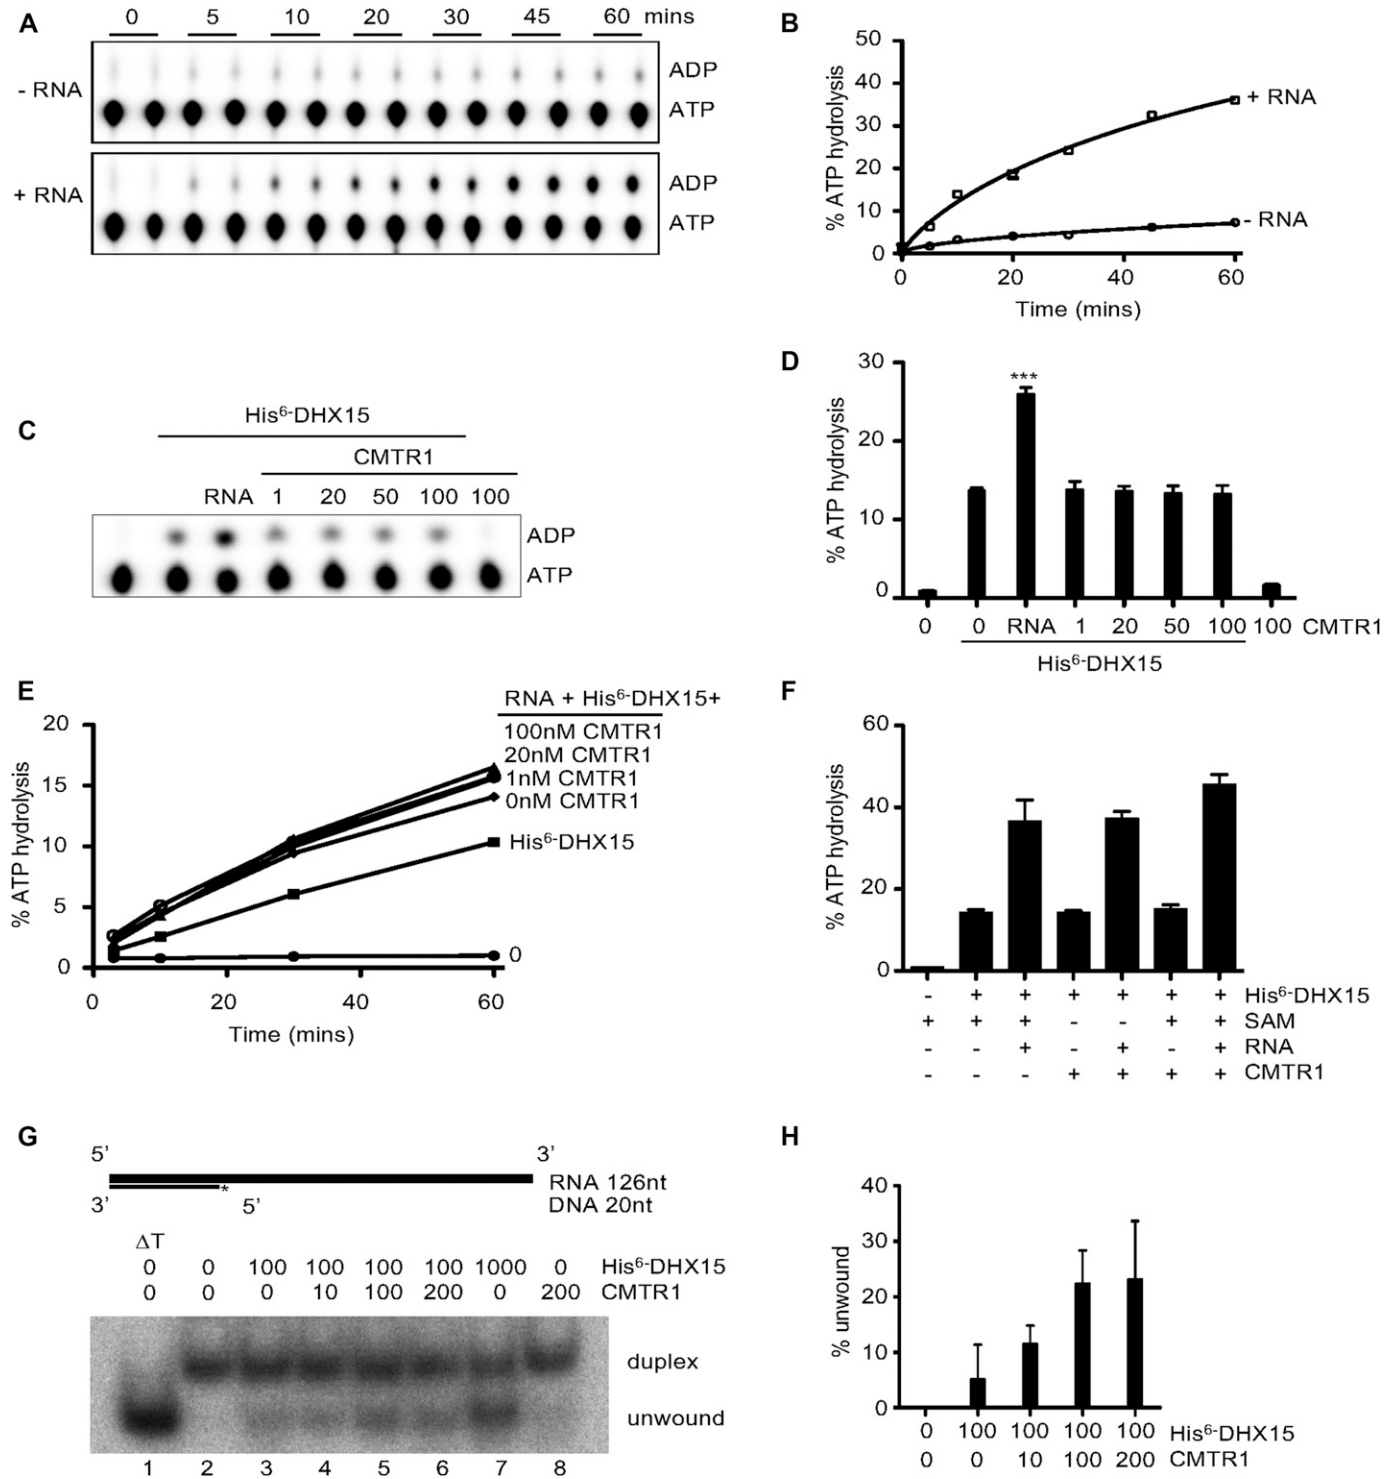 A
0 5 10 20 30 45 60 mins
- RNA
ADP
ATP
+ RNA
ADP
ATP
B
50
40
30
20
10
0
% ATP hydrolysis
+ RNA
- RNA
0 20 40 60
Time (mins)
C
His6-DHX15
CMTR1
RNA 1 20 50 100 100
ADP
ATP
D
30
20
10
0
% ATP hydrolysis
***
0 0 RNA 1 20 50 100 100 CMTR1
His6-DHX15
E
20
15
10
5
0
% ATP hydrolysis
RNA + His6-DHX15+
100nM CMTR1
20nM CMTR1
1nM CMTR1
0nM CMTR1
His6-DHX15
0
0 20 40 60
Time (mins)
F
60
40
20
0
% ATP hydrolysis
- + + + + + + His6-DHX15
+ + + - - + + SAM
- - + - + - + RNA
- - - + + + + CMTR1
G
5' 3'
RNA 126nt
*
3' 5' DNA 20nt
ΔT
0 0 100 100 100 100 1000 0 His6-DHX15
0 0 0 10 100 200 0 200 CMTR1
duplex
unwound
1 2 3 4 5 6 7 8
H
40
30
20
10
0
% unwound
0 100 100 100 100 His6-DHX15
0 0 10 100 200 CMTR1